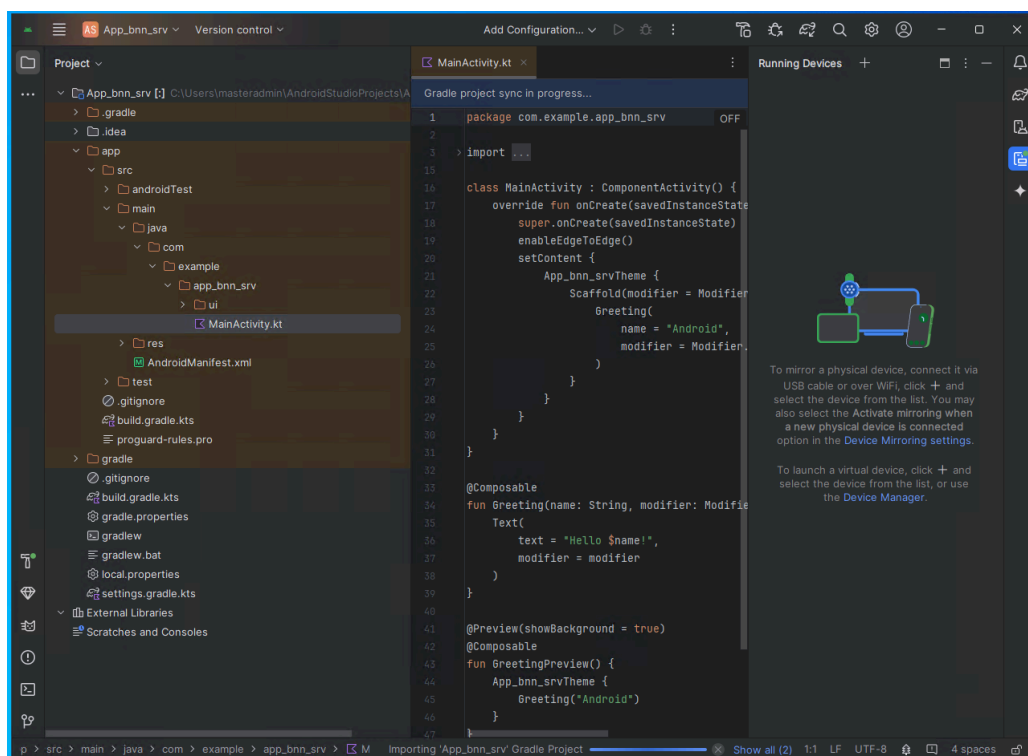 AS App_bnn_srv Version control Add Configuration...
Project
MainActivity.kt
Running Devices
App_bnn_srv [:] C:\Users\masteradmin\AndroidStudioProjects\A
.gradle
.idea
app
src
androidTest
main
java
com
example
app_bnn_srv
ui
MainActivity.kt
res
AndroidManifest.xml
test
.gitignore
build.gradle.kts
proguard-rules.pro
gradle
.gitignore
build.gradle.kts
gradle.properties
gradlew
gradlew.bat
local.properties
settings.gradle.kts
External Libraries
Scratches and Consoles
Gradle project sync in progress...
OFF
1 package com.example.app_bnn_srv
2
3 import ...
15
16 class MainActivity : ComponentActivity() {
17 override fun onCreate(savedInstanceState
18 super.onCreate(savedInstanceState)
19 enableEdgeToEdge()
20 setContent {
21 App_bnn_srvTheme {
22 Scaffold(modifier = Modifier
23 Greeting(
24 name = "Android",
25 modifier = Modifier.
26 )
27 }
28 }
29 }
30 }
31 }
32
33 @Composable
34 fun Greeting(name: String, modifier: Modifie
35 Text(
36 text = "Hello $name!",
37 modifier = modifier
38 )
39 }
40
41 @Preview(showBackground = true)
42 @Composable
43 fun GreetingPreview() {
44 App_bnn_srvTheme {
45 Greeting("Android")
46 }
47 }
To mirror a physical device, connect it via
USB cable or over WiFi, click + and
select the device from the list. You may
also select the Activate mirroring when
a new physical device is connected
option in the Device Mirroring settings.
To launch a virtual device, click + and
select the device from the list, or use
the Device Manager.
p > src > main > java > com > example > app_bnn_srv > M Importing 'App_bnn_srv' Gradle Project Show all (2) 1:1 LF UTF-8 4 spaces